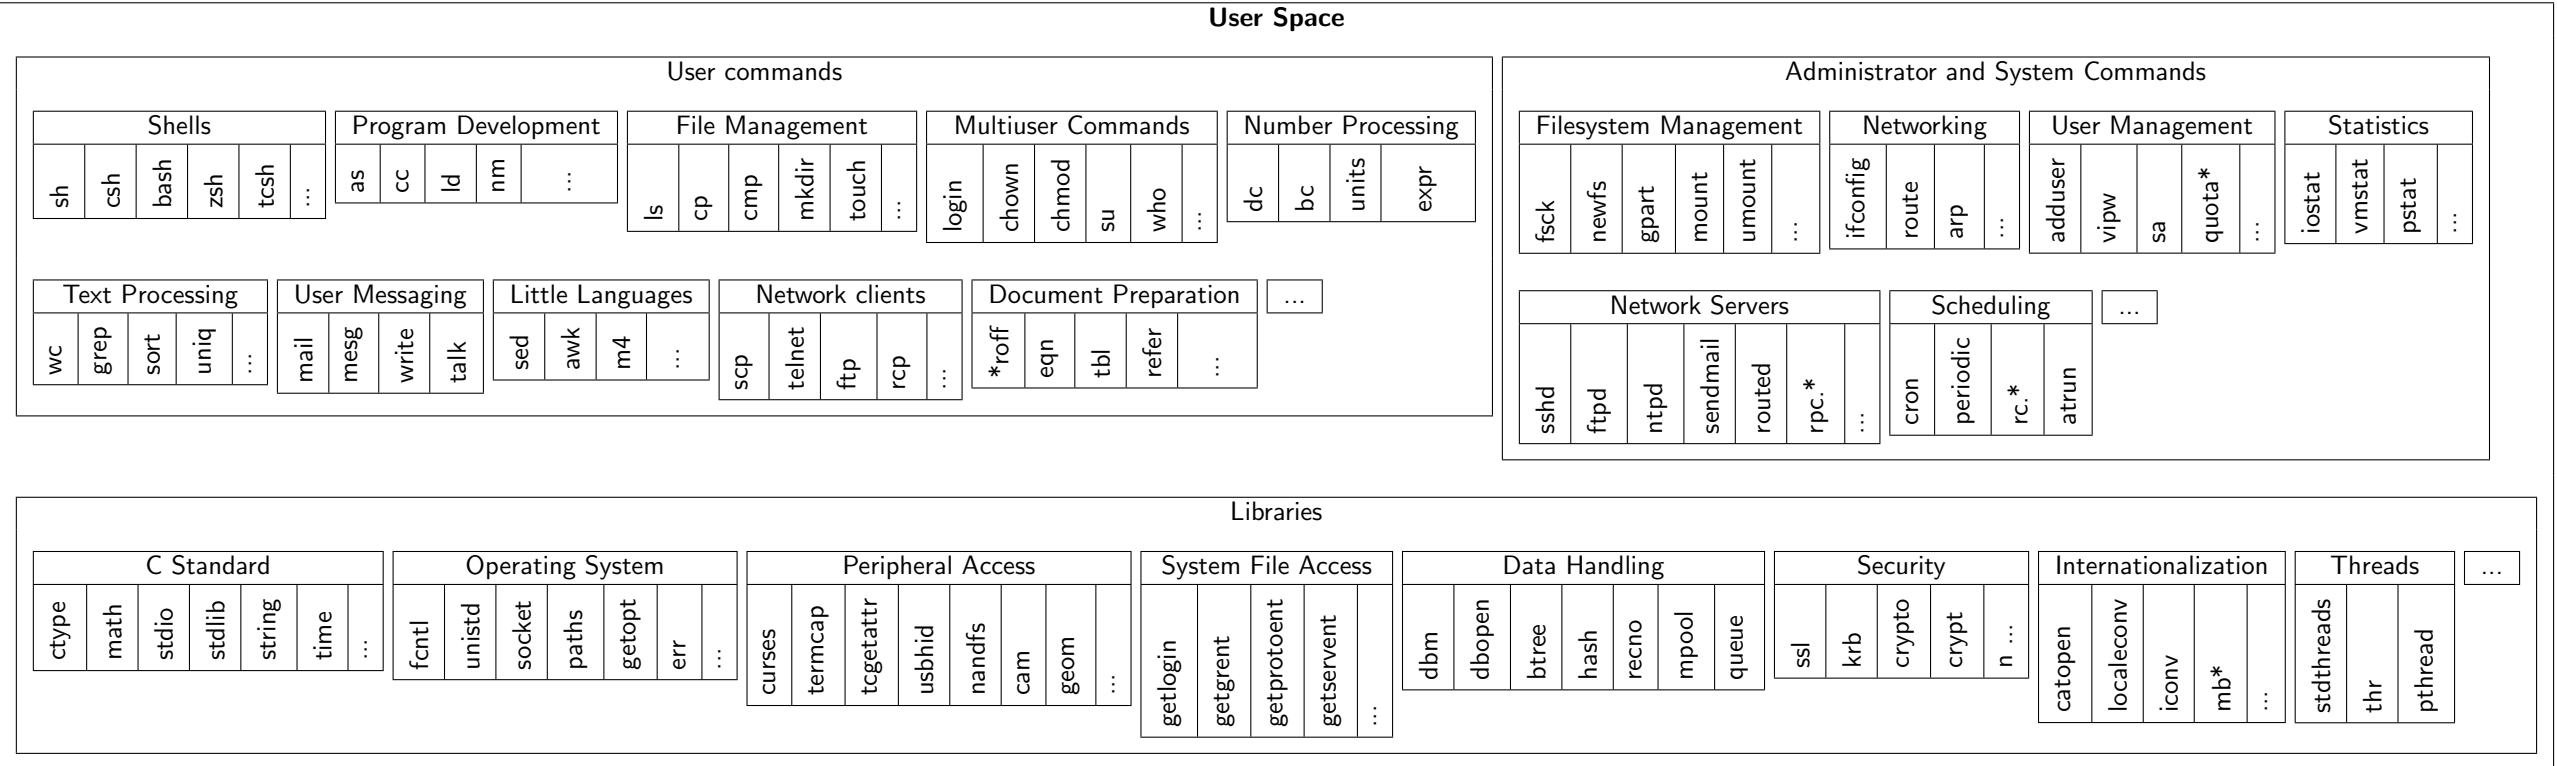 User Space
User commands
Shells
sh csh bash zsh tcsh ...
Program Development
as cc ld nm ...
File Management
ls cp cmp mkdir touch ...
Multiuser Commands
login chown chmod su who ...
Number Processing
dc bc units expr
Text Processing
wc grep sort uniq ...
User Messaging
mail mesg write talk
Little Languages
sed awk m4 ...
Network clients
scp telnet ftp rcp ...
Document Preparation
*roff eqn tbl refer ...
...
Administrator and System Commands
Filesystem Management
fsck newfs gpart mount umount ...
Networking
ifconfig route arp ...
User Management
adduser vipw sa quota* ...
Statistics
iostat vmstat pstat ...
Network Servers
sshd ftpd ntpd sendmail routed rpc.* ...
Scheduling
cron periodic rc.* atrun
...
Libraries
C Standard
ctype math stdio stdlib string time ...
Operating System
fcntl unistd socket paths getopt err ...
Peripheral Access
curses termcap tcgetattr usbhid nandfs cam geom ...
System File Access
getlogin getgrent getprotoent getservent ...
Data Handling
dbm dbopen btree hash recno mpool queue
Security
ssl krb crypto crypt n ...
Internationalization
catopen localeconv iconv mb* ...
Threads
stdthreads thr pthread
...